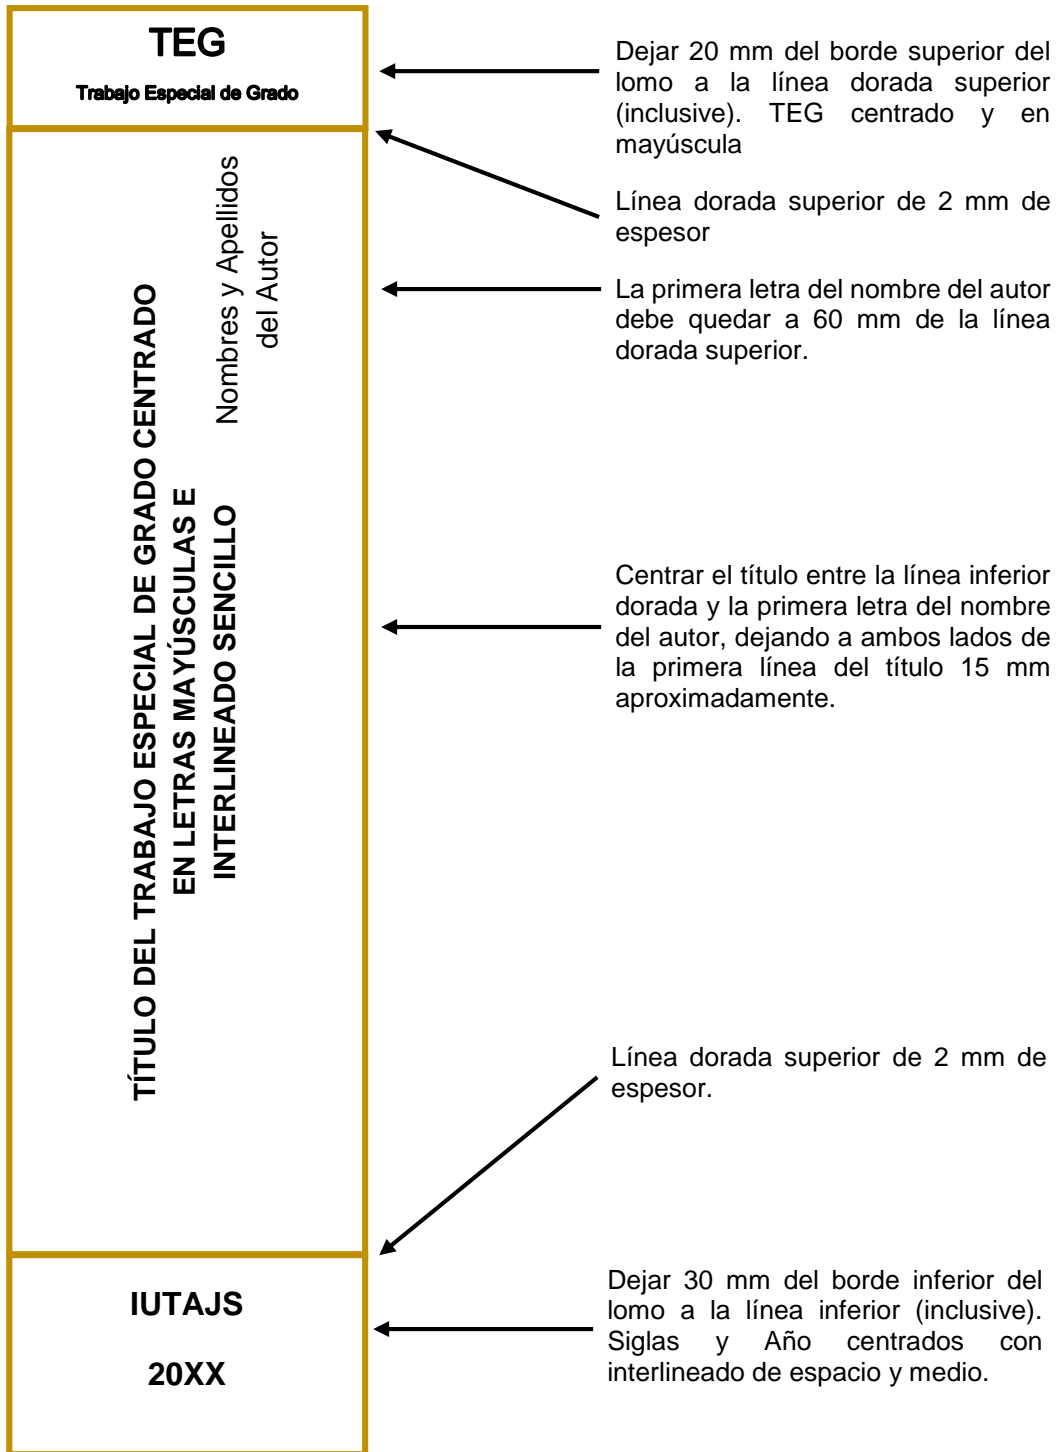 TEG
Trabajo Especial de Grado
Dejar 20 mm del borde superior del
lomo a la línea dorada superior
(inclusive). TEG centrado y en
mayúscula
Línea dorada superior de 2 mm de
espesor
La primera letra del nombre del autor
debe quedar a 60 mm de la línea
dorada superior.
Nombres y Apellidos
del Autor
TÍTULO DEL TRABAJO ESPECIAL DE GRADO CENTRADO
EN LETRAS MAYÚSCULAS E
INTERLINEADO SENCILLO
Centrar el título entre la línea inferior
dorada y la primera letra del nombre
del autor, dejando a ambos lados de
la primera línea del título 15 mm
aproximadamente.
Línea dorada superior de 2 mm de
espesor.
IUTAJS
20XX
Dejar 30 mm del borde inferior del
lomo a la línea inferior (inclusive).
Siglas y Año centrados con
interlineado de espacio y medio.